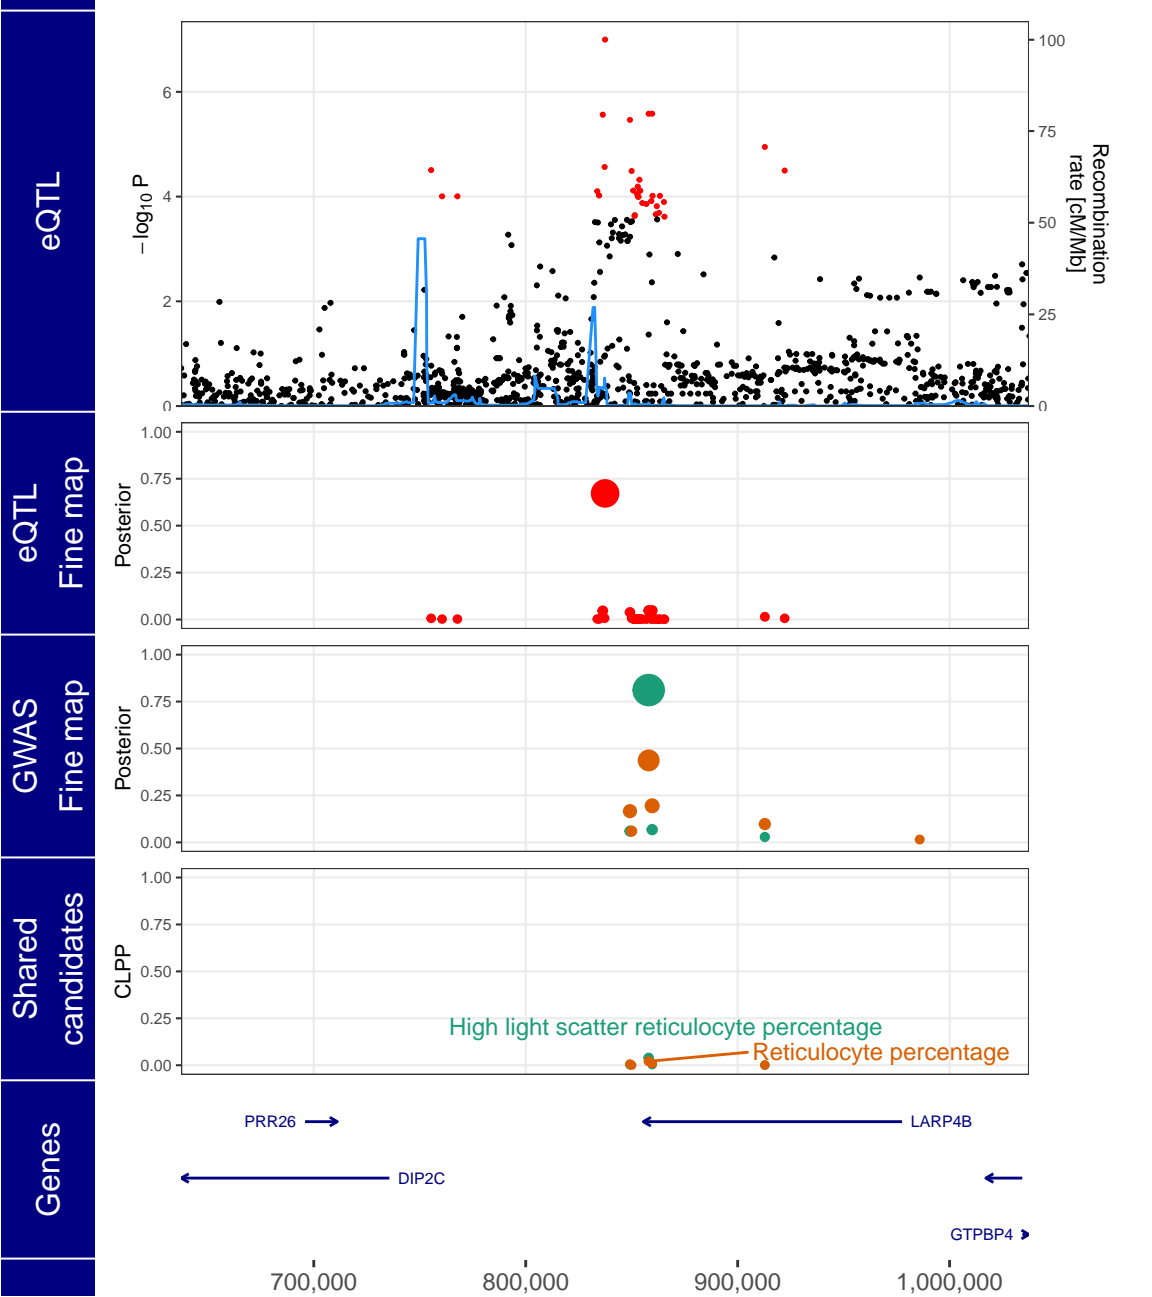 eQTL
−log10 P
6
4
2
0
100
75
50
25
0
Recombination
rate [cM/Mb]
eQTL
Fine map
Posterior
1.00
0.75
0.50
0.25
0.00
GWAS
Fine map
Posterior
1.00
0.75
0.50
0.25
0.00
Shared
candidates
CLPP
1.00
0.75
0.50
0.25
0.00
High light scatter reticulocyte percentage
Reticulocyte percentage
Genes
PRR26
LARP4B
DIP2C
GTPBP4
700,000
800,000
900,000
1,000,000